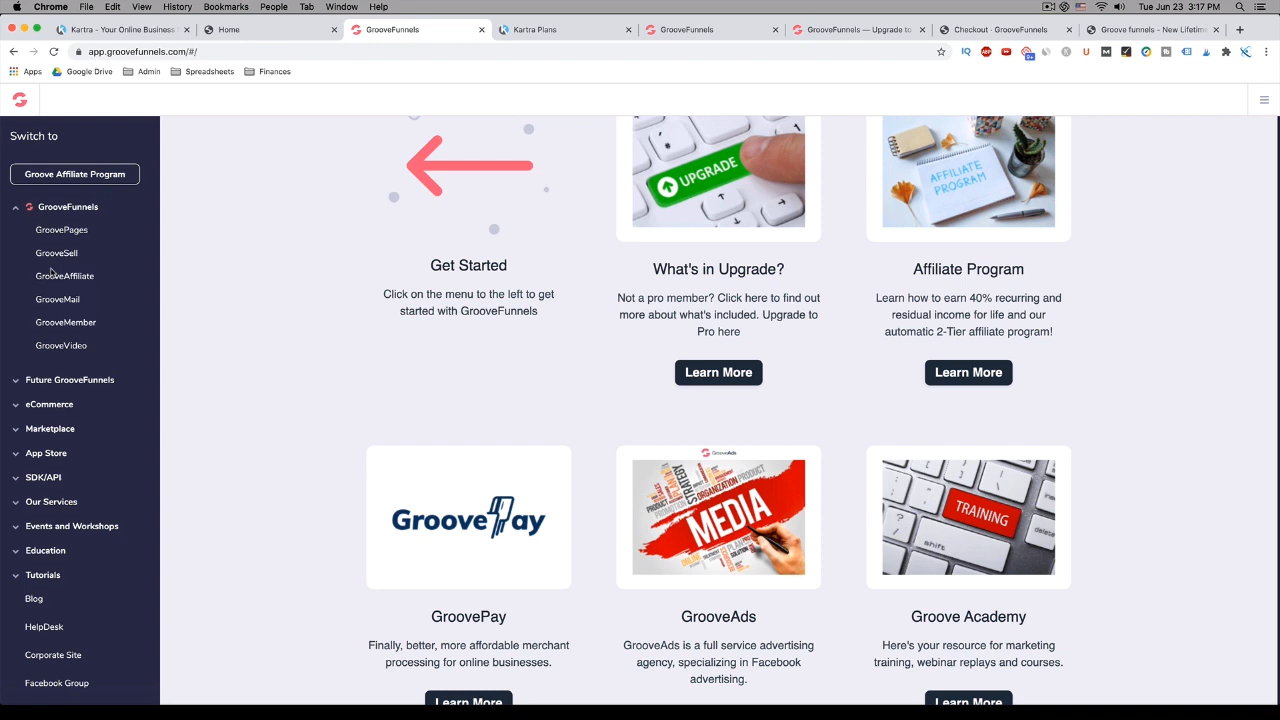 Chrome File Edit View History Bookmarks People Tab Window Help
Tue Jun 23 3:17 PM
Kartra - Your Online Business
Home
GrooveFunnels
Kartra Plans
GrooveFunnels
GrooveFunnels — Upgrade to
Checkout · GrooveFunnels
Groove funnels - New Lifetime
app.groovefunnels.com/#/
Apps Google Drive Admin Spreadsheets Finances
Switch to
Groove Affiliate Program
GrooveFunnels
GroovePages
GrooveSell
GrooveAffiliate
GrooveMail
GrooveMember
GrooveVideo
Future GrooveFunnels
eCommerce
Marketplace
App Store
SDK/API
Our Services
Events and Workshops
Education
Tutorials
Blog
HelpDesk
Corporate Site
Facebook Group
Get Started
Click on the menu to the left to get
started with GrooveFunnels
UPGRADE
What's in Upgrade?
Not a pro member? Click here to find out
more about what's included. Upgrade to
Pro here
Learn More
AFFILIATE
PROGRAM
Affiliate Program
Learn how to earn 40% recurring and
residual income for life and our
automatic 2-Tier affiliate program!
Learn More
GroovePay
GroovePay
Finally, better, more affordable merchant
processing for online businesses.
Learn More
GrooveAds
STRATEGY
ORGANIZATION PRODUCT
PROMOTION
MEDIA
GrooveAds
GrooveAds is a full service advertising
agency, specializing in Facebook
advertising.
Learn More
TRAINING
shift
delete
Groove Academy
Here's your resource for marketing
training, webinar replays and courses.
Learn More